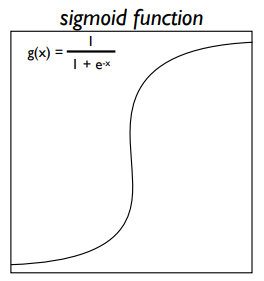 sigmoid function
g(x) = 1
1 + e-x